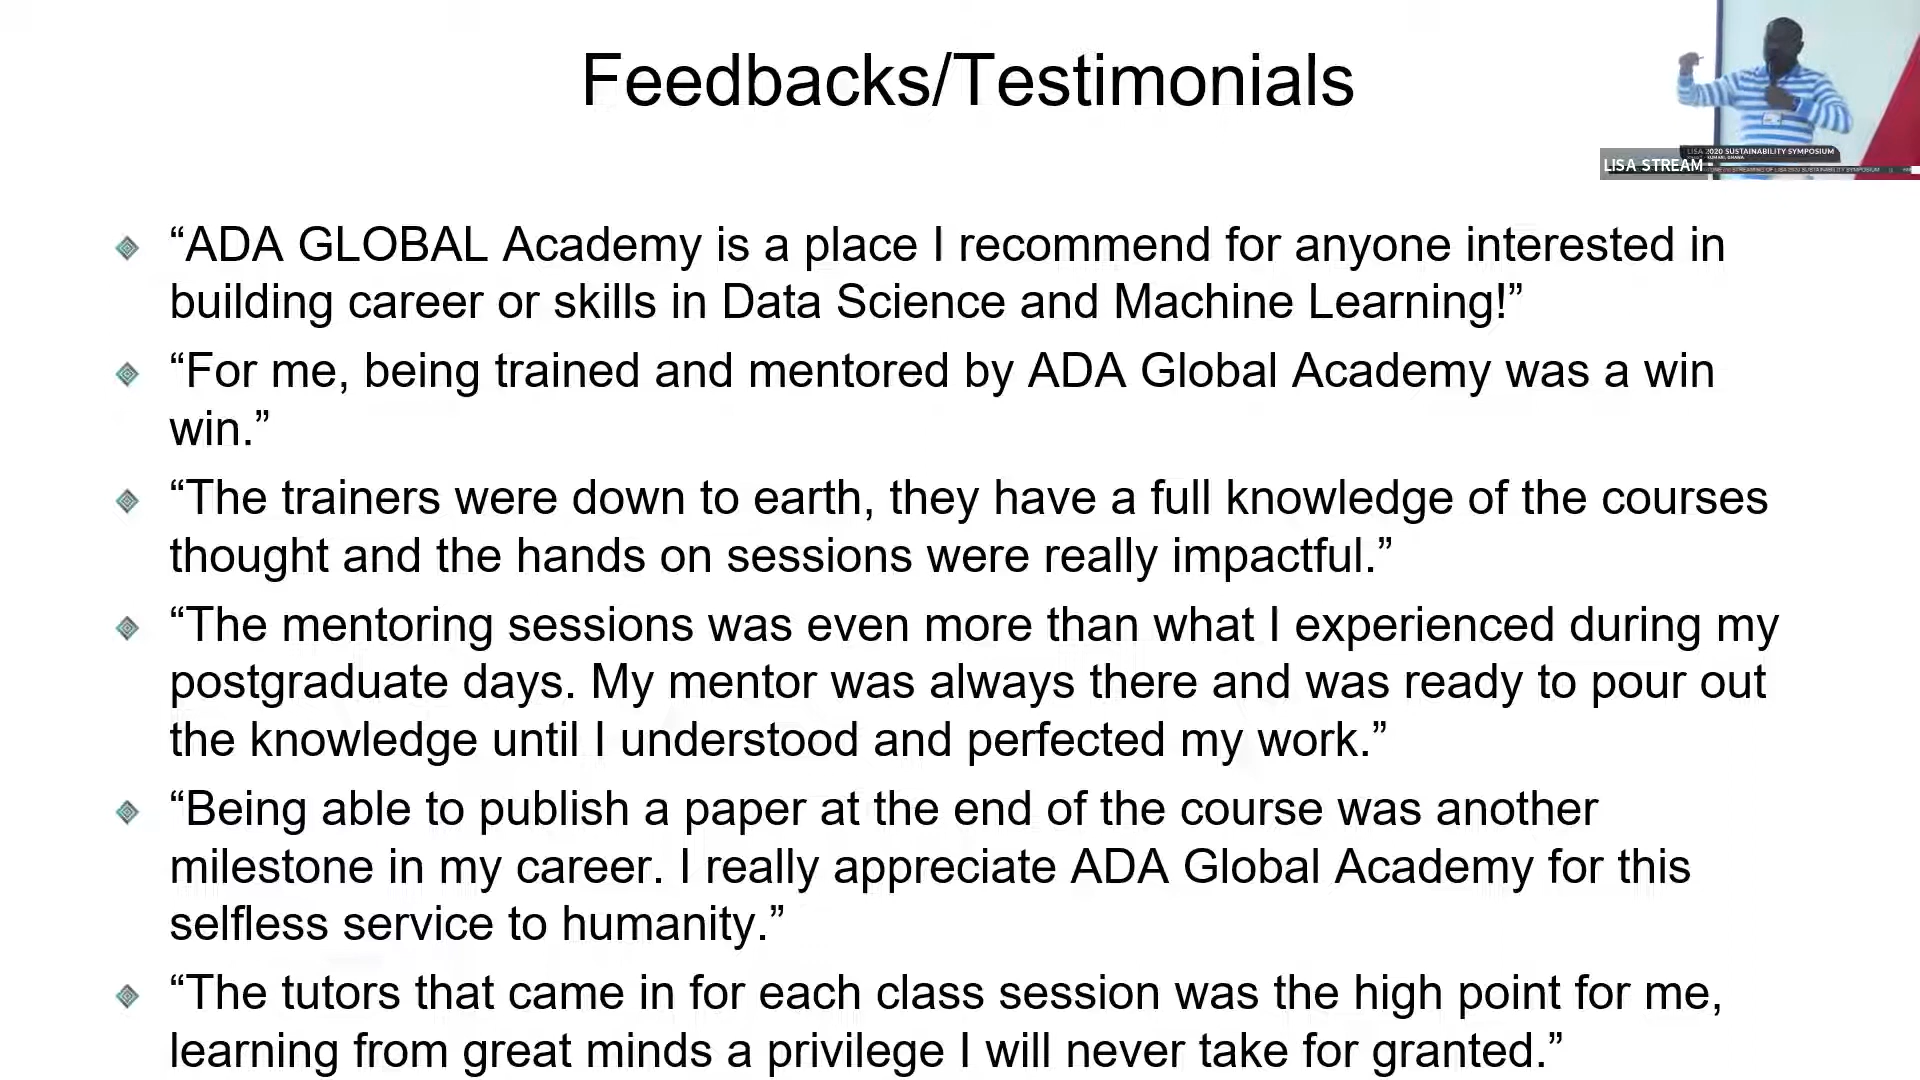 Feedbacks/Testimonials
LISA 2020 SUSTAINABILITY SYMPOSIUM
LISA STREAM
“ADA GLOBAL Academy is a place I recommend for anyone interested in
building career or skills in Data Science and Machine Learning!”
“For me, being trained and mentored by ADA Global Academy was a win
win.”
“The trainers were down to earth, they have a full knowledge of the courses
thought and the hands on sessions were really impactful.”
“The mentoring sessions was even more than what I experienced during my
postgraduate days. My mentor was always there and was ready to pour out
the knowledge until I understood and perfected my work.”
“Being able to publish a paper at the end of the course was another
milestone in my career. I really appreciate ADA Global Academy for this
selfless service to humanity.”
“The tutors that came in for each class session was the high point for me,
learning from great minds a privilege I will never take for granted.”